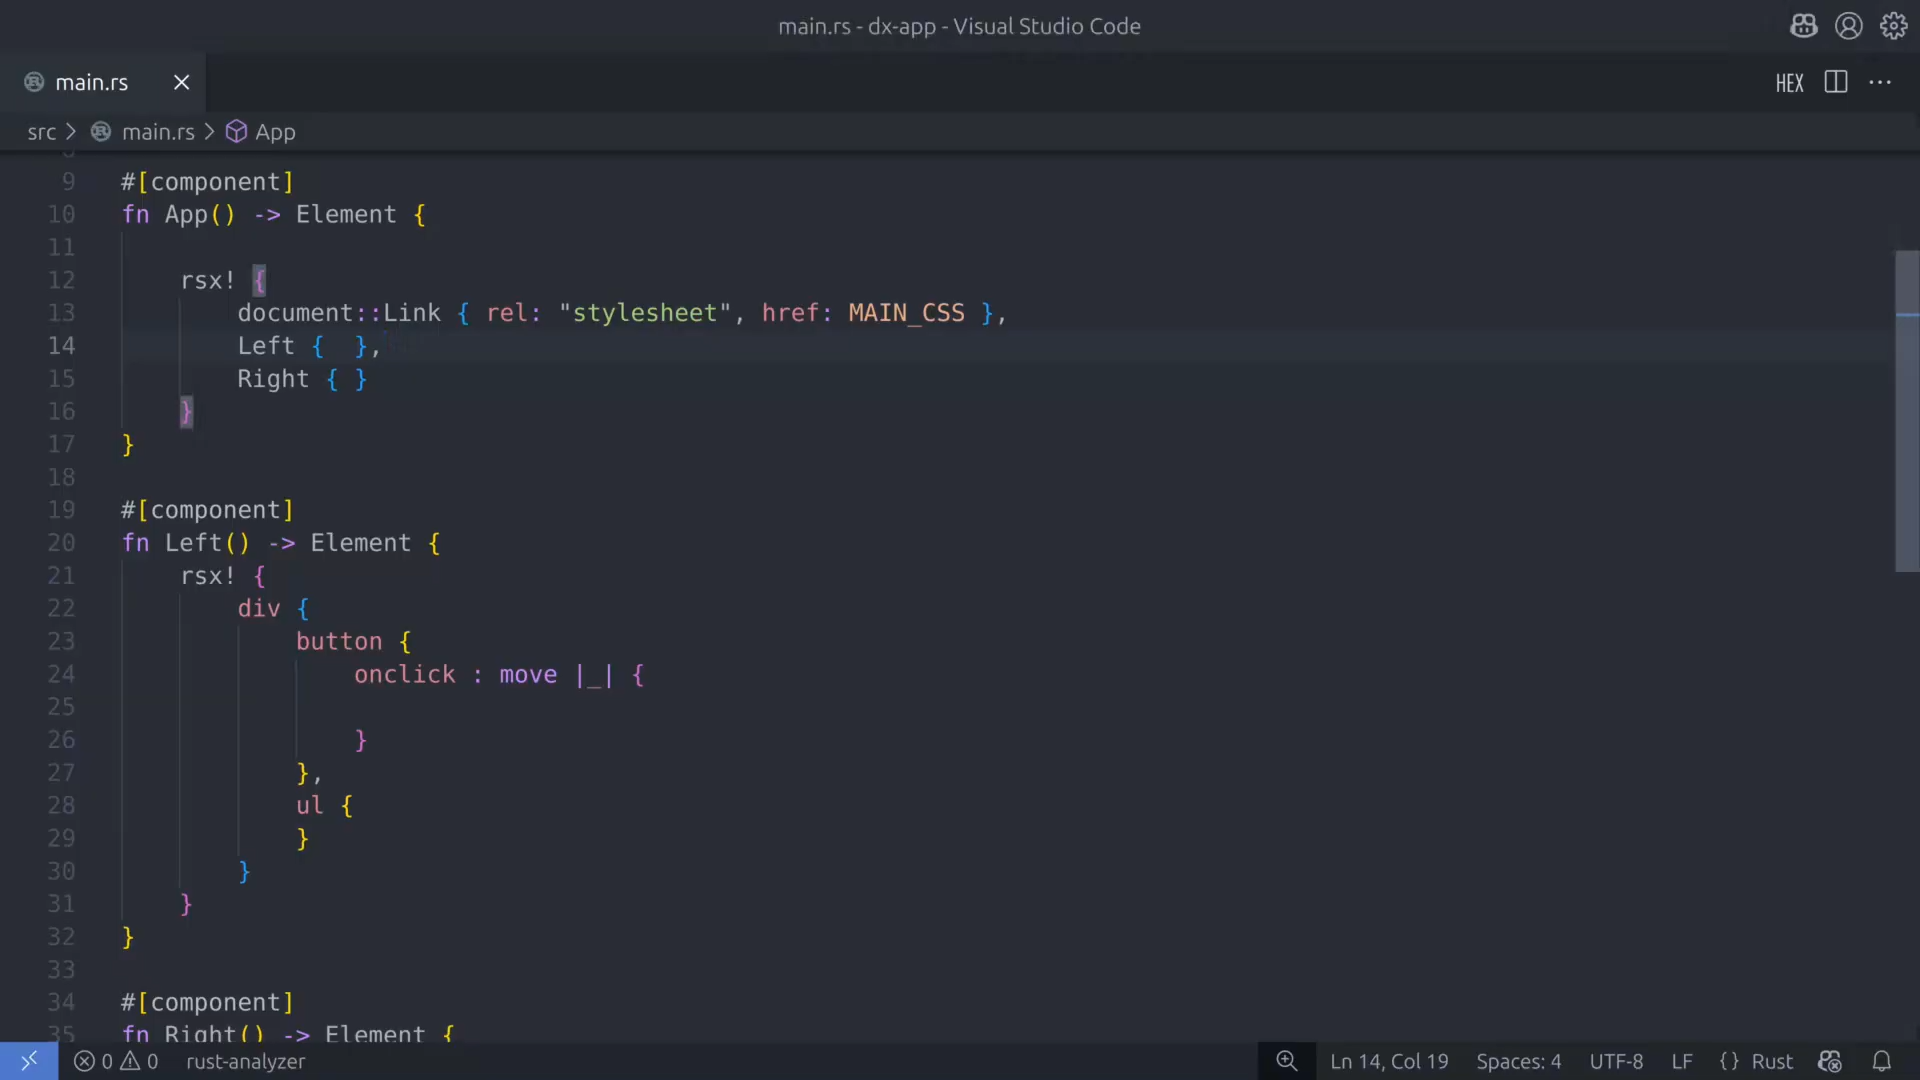 main.rs - dx-app - Visual Studio Code
main.rs
HEX
src > main.rs > App
8
9 #[component]
10 fn App() -> Element {
11
12 rsx! {
13 document::Link { rel: "stylesheet", href: MAIN_CSS },
14 Left {  },
15 Right { }
16 }
17 }
18
19 #[component]
20 fn Left() -> Element {
21 rsx! {
22 div {
23 button {
24 onclick : move |_| {
25
26 }
27 },
28 ul {
29 }
30 }
31 }
32 }
33
34 #[component]
35 fn Right() -> Element {
0 0 rust-analyzer Ln 14, Col 19 Spaces: 4 UTF-8 LF {} Rust